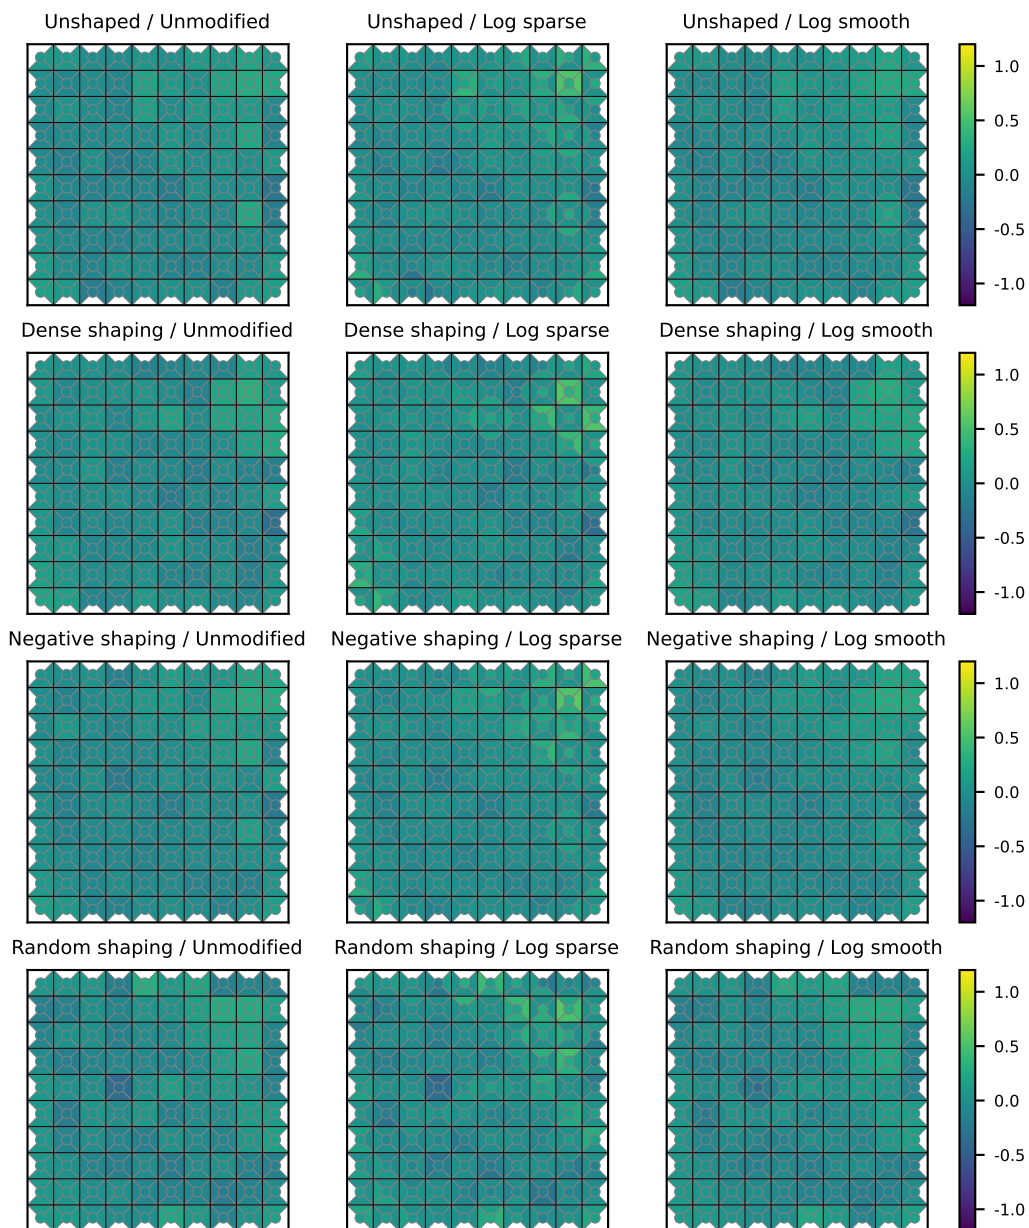 Unshaped / Unmodified
Unshaped / Log sparse
Unshaped / Log smooth
1.0
0.5
0.0
-0.5
-1.0
Dense shaping / Unmodified
Dense shaping / Log sparse
Dense shaping / Log smooth
1.0
0.5
0.0
-0.5
-1.0
Negative shaping / Unmodified
Negative shaping / Log sparse
Negative shaping / Log smooth
1.0
0.5
0.0
-0.5
-1.0
Random shaping / Unmodified
Random shaping / Log sparse
Random shaping / Log smooth
1.0
0.5
0.0
-0.5
-1.0